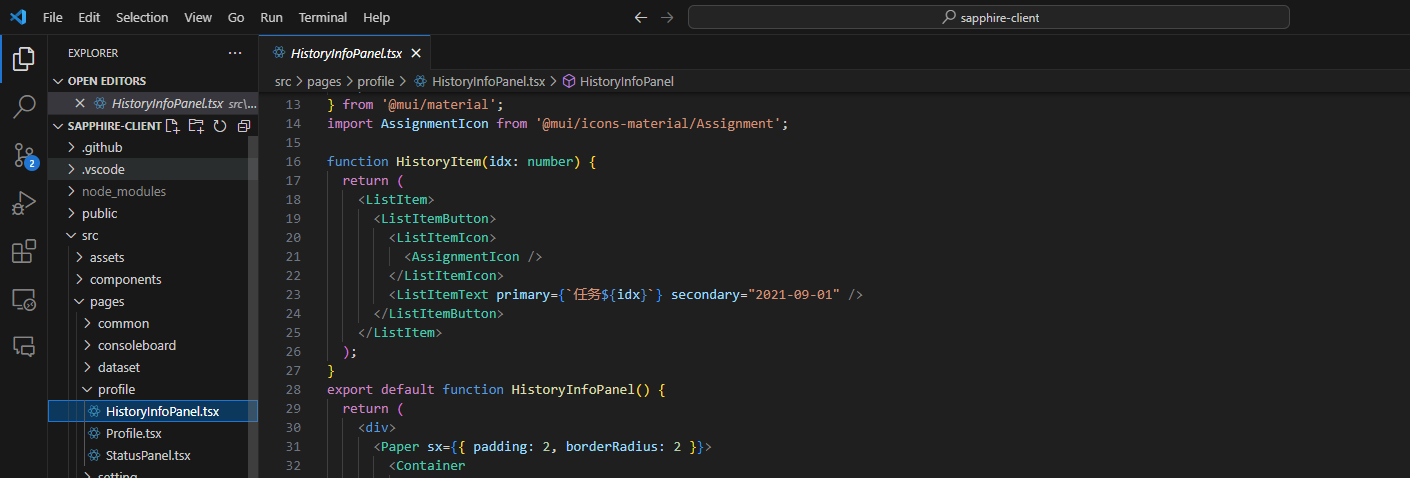 File Edit Selection View Go Run Terminal Help
sapphire-client
EXPLORER
OPEN EDITORS
HistoryInfoPanel.tsx src\...
SAPPHIRE-CLIENT
.github
.vscode
node_modules
public
src
assets
components
pages
common
consoleboard
dataset
profile
HistoryInfoPanel.tsx
Profile.tsx
StatusPanel.tsx
setting
2
HistoryInfoPanel.tsx
src > pages > profile > HistoryInfoPanel.tsx > HistoryInfoPanel
13 } from '@mui/material';
14 import AssignmentIcon from '@mui/icons-material/Assignment';
15
16 function HistoryItem(idx: number) {
17 return (
18 <ListItem>
19 <ListItemButton>
20 <ListItemIcon>
21 <AssignmentIcon />
22 </ListItemIcon>
23 <ListItemText primary={`任务${idx}`} secondary="2021-09-01" />
24 </ListItemButton>
25 </ListItem>
26 );
27 }
28 export default function HistoryInfoPanel() {
29 return (
30 <div>
31 <Paper sx={{ padding: 2, borderRadius: 2 }}>
32 <Container